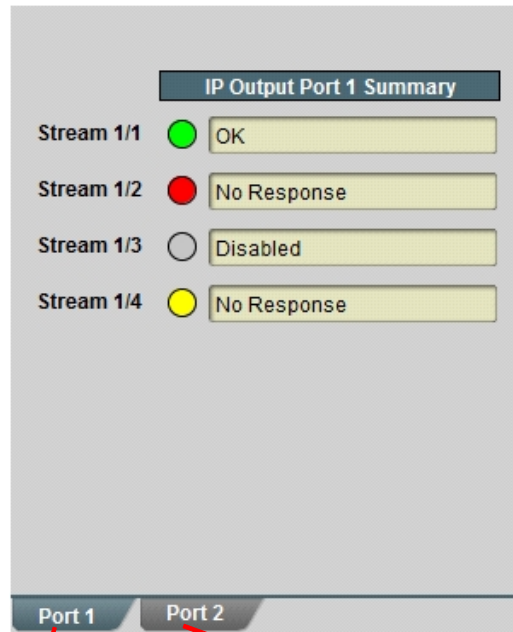 IP Output Port 1 Summary
Stream 1/1 OK
Stream 1/2 No Response
Stream 1/3 Disabled
Stream 1/4 No Response
Port 1 Port 2